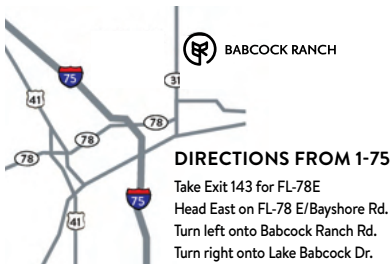 75
BABCOCK RANCH
31
41
78
78
78
DIRECTIONS FROM 1-75
Take Exit 143 for FL-78E
75
Head East on FL-78 E/Bayshore Rd.
41
Turn left onto Babcock Ranch Rd.
Turn right onto Lake Babcock Dr.